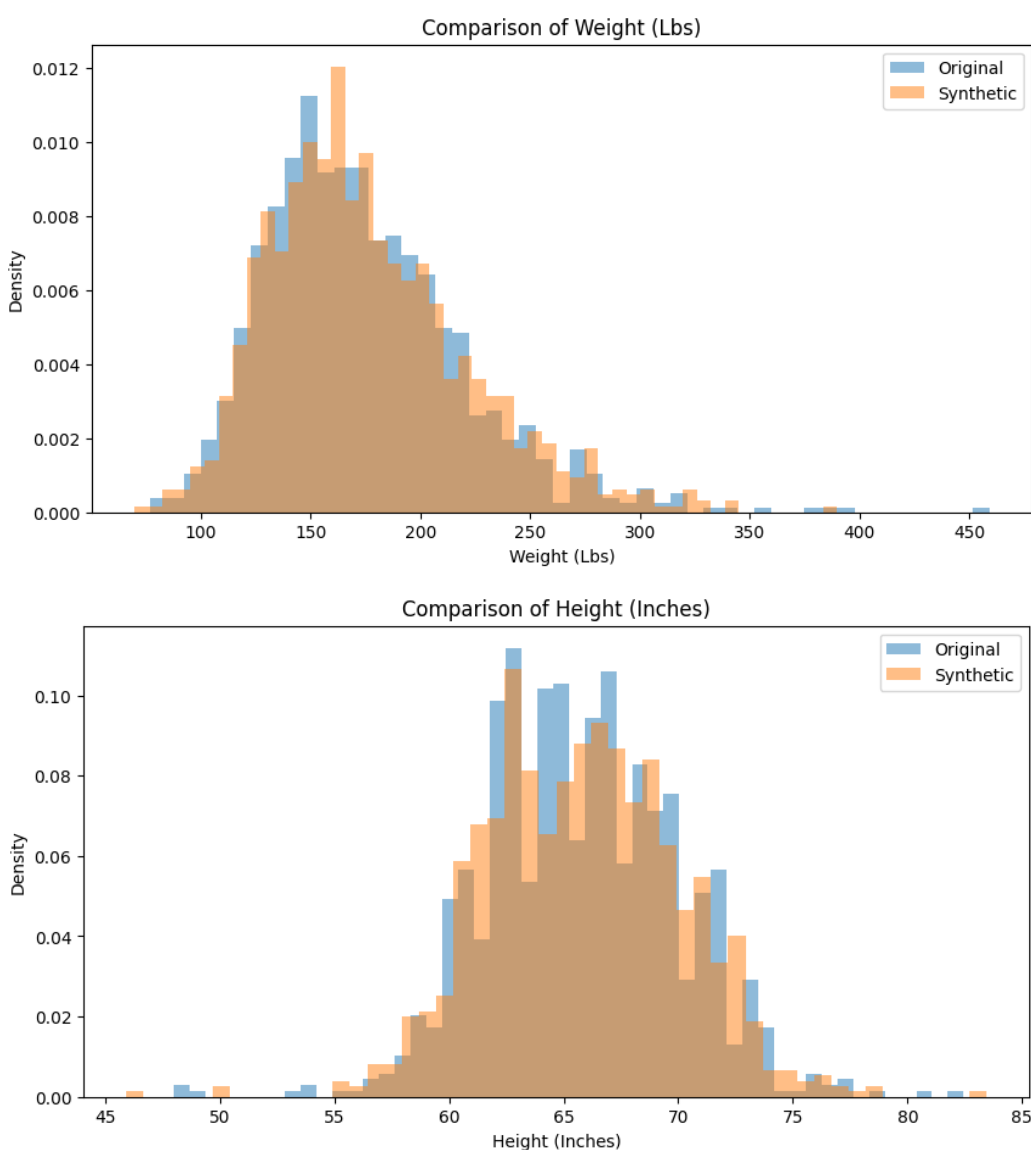 Comparison of Weight (Lbs)
Original
Synthetic
0.012
0.010
0.008
0.006
0.004
0.002
0.000
Density
100 150 200 250 300 350 400 450
Weight (Lbs)
Comparison of Height (Inches)
Original
Synthetic
0.10
0.08
0.06
0.04
0.02
0.00
Density
45 50 55 60 65 70 75 80 85
Height (Inches)